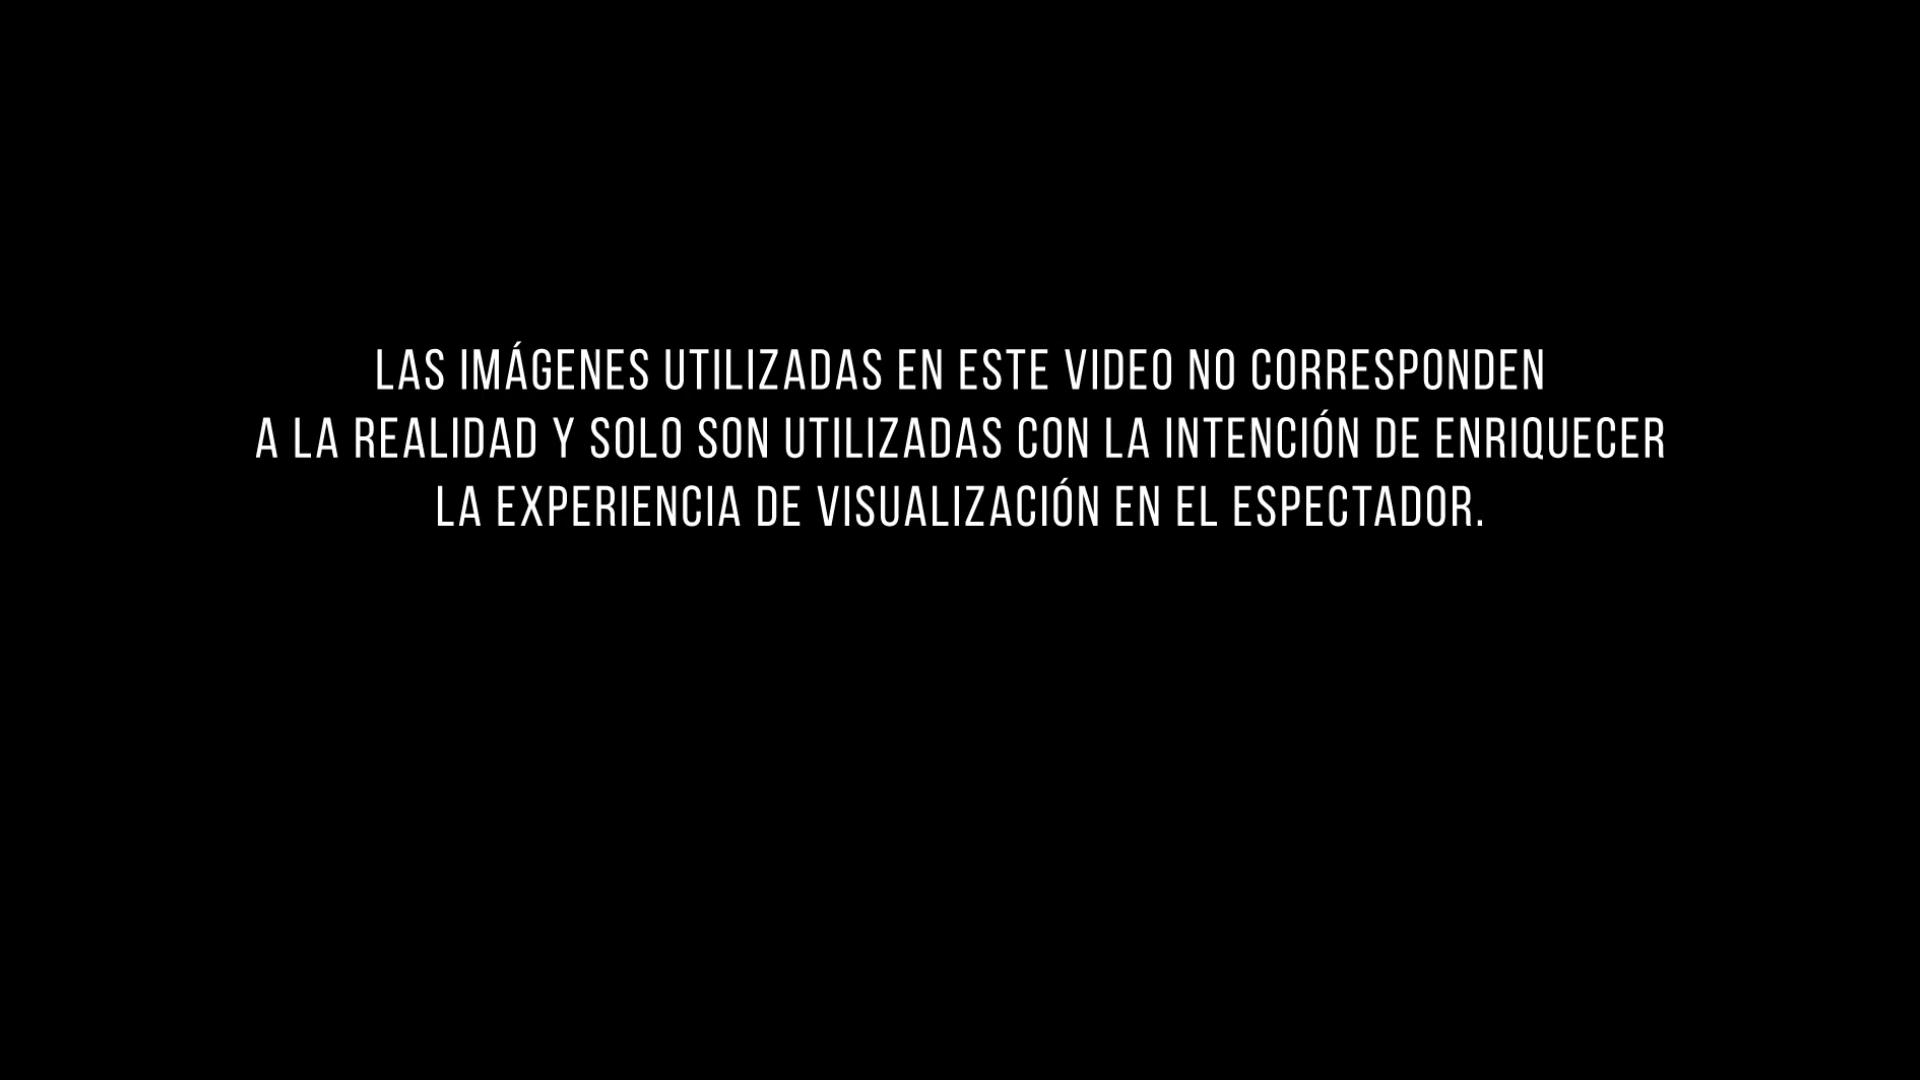 LAS IMÁGENES UTILIZADAS EN ESTE VIDEO NO CORRESPONDEN
A LA REALIDAD Y SOLO SON UTILIZADAS CON LA INTENCIÓN DE ENRIQUECER
LA EXPERIENCIA DE VISUALIZACIÓN EN EL ESPECTADOR.